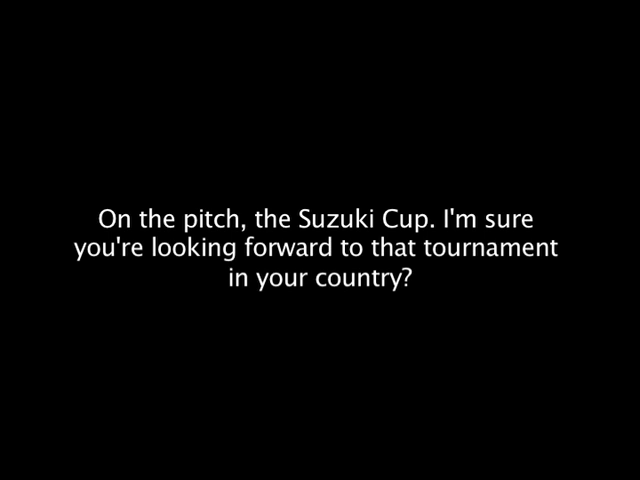 On the pitch, the Suzuki Cup. I'm sure
you're looking forward to that tournament
in your country?